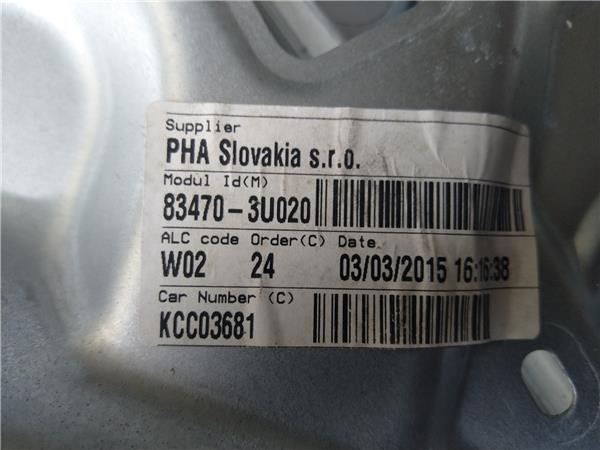 Supplier
PHA Slovakia s.r.o.
Modul Id(M)
83470-3U020
ALC code Order(C) Date
W02 24 03/03/2015 16:16:38
Car Number (C)
KCC03681